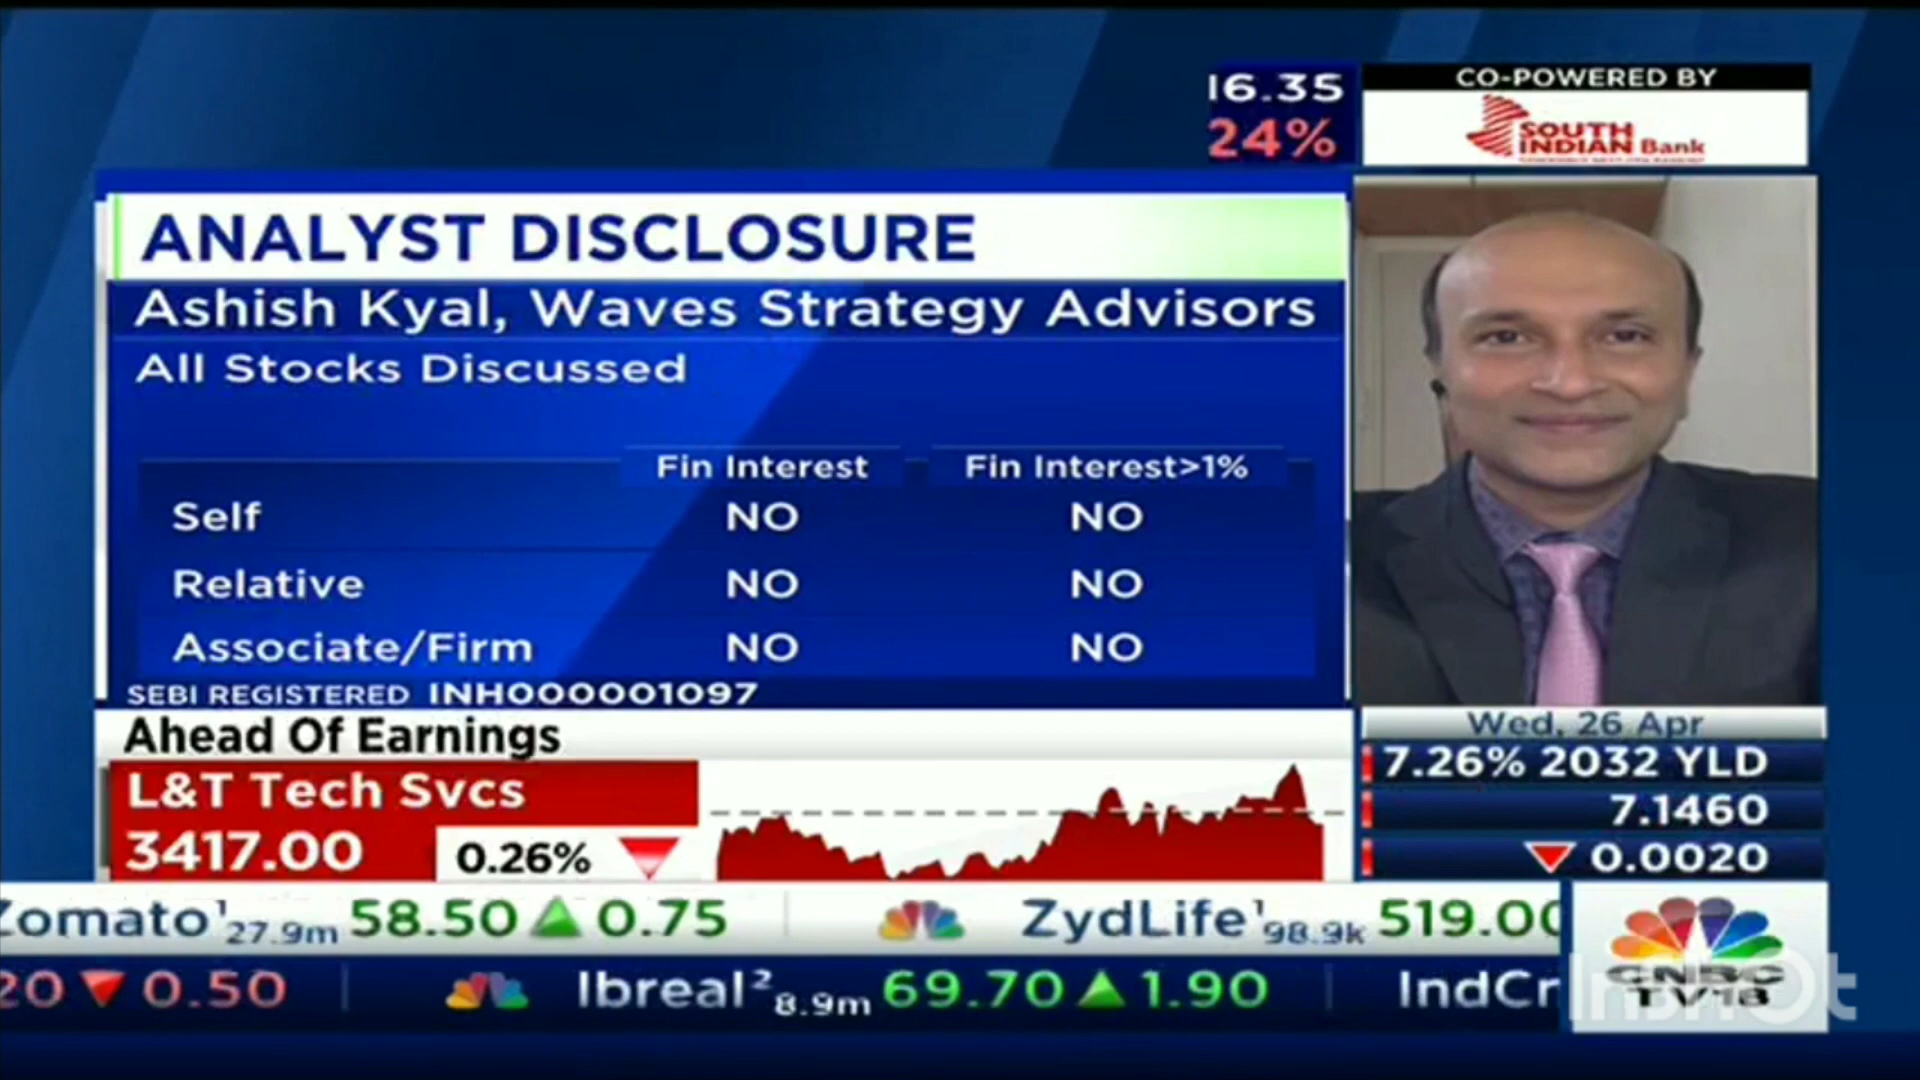 16.35
24%
CO-POWERED BY
SOUTH
INDIAN Bank
ANALYST DISCLOSURE
Ashish Kyal, Waves Strategy Advisors
All Stocks Discussed
Fin Interest Fin Interest>1%
Self NO NO
Relative NO NO
Associate/Firm NO NO
SEBI REGISTERED INH000001097
Ahead Of Earnings
L&T Tech Svcs
3417.00 0.26%
Wed, 26 Apr
7.26% 2032 YLD
7.1460
0.0020
Zomato¹ 27.9m 58.50 ▲ 0.75 ZydLife¹ 98.9k 519.00
20 ▼ 0.50 Ibreal² 8.9m 69.70 ▲ 1.90 IndCr
CNBC
TV18
InShOt